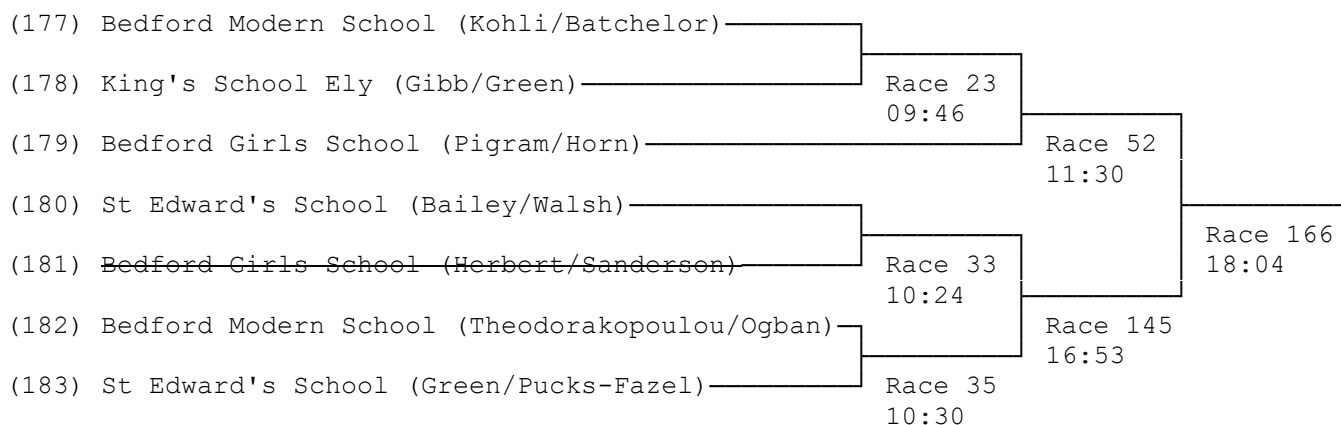 (177) Bedford Modern School (Kohli/Batchelor)
(178) King's School Ely (Gibb/Green)
Race 23
09:46
(179) Bedford Girls School (Pigram/Horn)
Race 52
11:30
(180) St Edward's School (Bailey/Walsh)
Race 166
18:04
(181) Bedford Girls School (Herbert/Sanderson)
Race 33
10:24
(182) Bedford Modern School (Theodorakopoulou/Ogban)
Race 145
16:53
(183) St Edward's School (Green/Pucks-Fazel)
Race 35
10:30